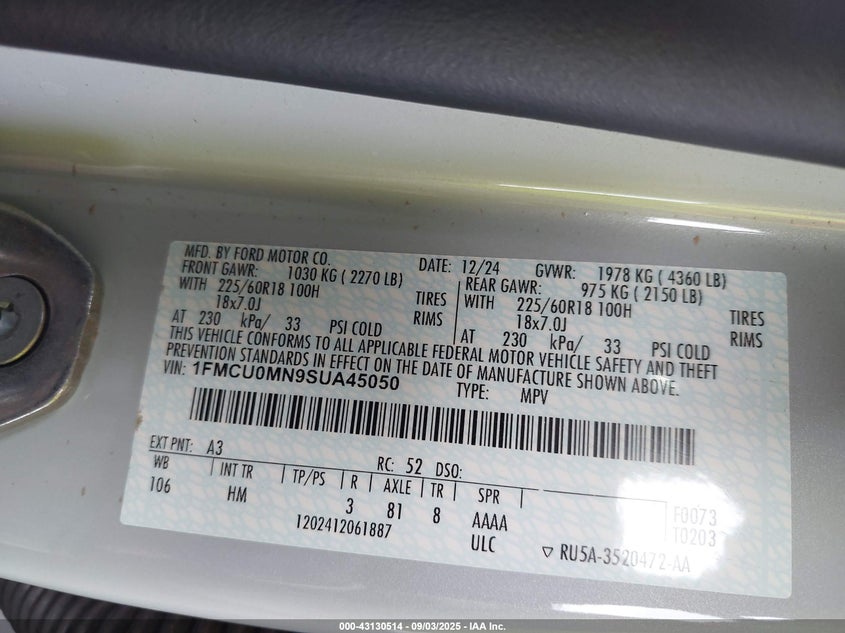 MFD. BY FORD MOTOR CO.
DATE: 12/24 GVWR: 1978 KG ( 4360 LB)
FRONT GAWR: 1030 KG ( 2270 LB)
WITH 225/60R18 100H TIRES
18x7.0J RIMS
AT 230 kPa/ 33 PSI COLD
REAR GAWR: 975 KG ( 2150 LB)
WITH 225/60R18 100H TIRES
18x7.0J RIMS
AT 230 kPa/ 33 PSI COLD
THIS VEHICLE CONFORMS TO ALL APPLICABLE FEDERAL MOTOR VEHICLE SAFETY AND THEFT
PREVENTION STANDARDS IN EFFECT ON THE DATE OF MANUFACTURE SHOWN ABOVE.
VIN: 1FMCU0MN9SUA45050 TYPE: MPV
EXT PNT: A3 RC: 52 DSO:
WB INT TR TP/PS R AXLE TR SPR
106 HM 3 81 8 AAAA F0073
1202412061887 ULC T0203
RU5A-3520472-AA
000-43130514 - 09/03/2025 - IAA Inc.